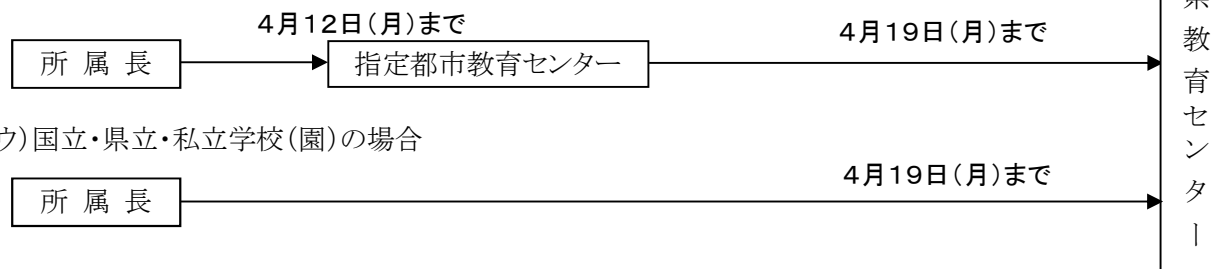 4月12日(月)まで
4月19日(月)まで
所 属 長
指定都市教育センター
ウ)国立・県立・私立学校(園)の場合
4月19日(月)まで
所 属 長
県教育センター